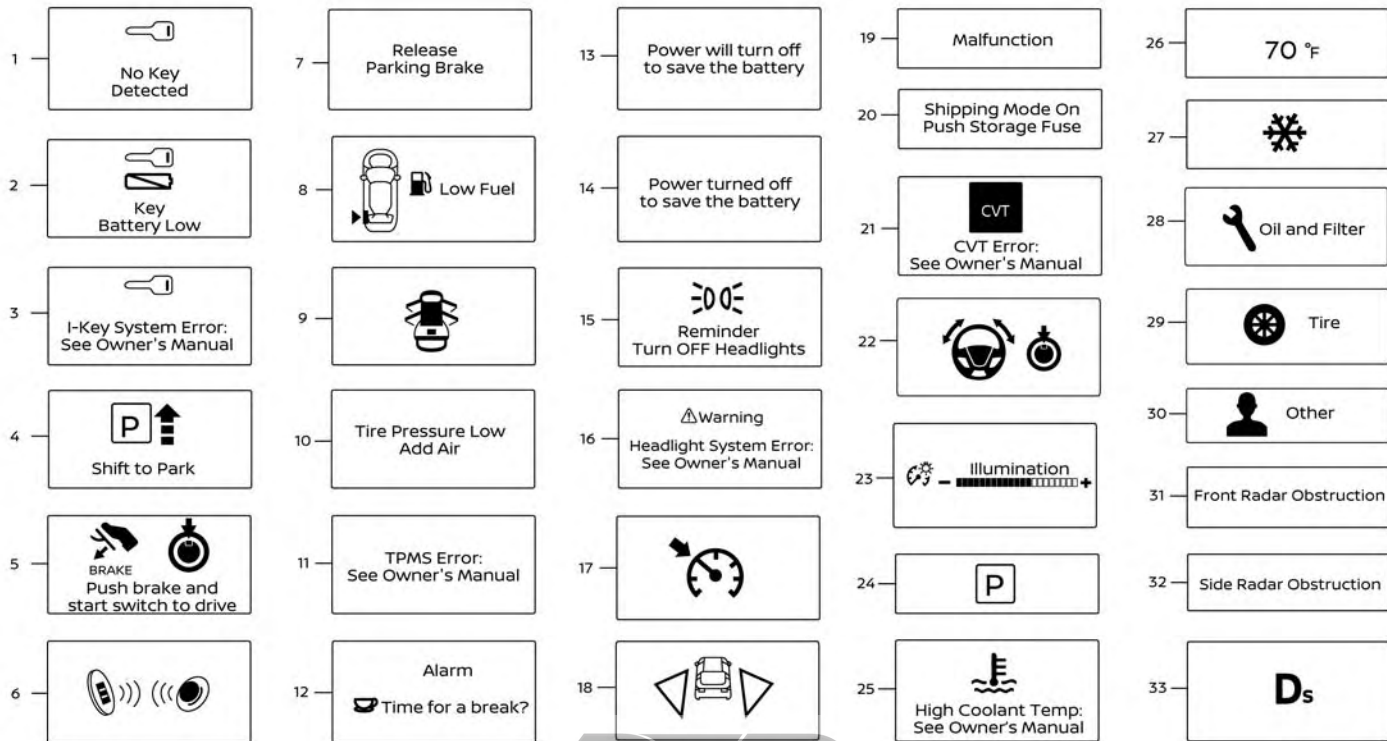 1
No Key
Detected
2
Key
Battery Low
3
I-Key System Error:
See Owner's Manual
4
P
Shift to Park
5
BRAKE
Push brake and
start switch to drive
6
7
Release
Parking Brake
8
Low Fuel
9
10
Tire Pressure Low
Add Air
11
TPMS Error:
See Owner's Manual
12
Alarm
Time for a break?
13
Power will turn off
to save the battery
14
Power turned off
to save the battery
15
Reminder
Turn OFF Headlights
16
Warning
Headlight System Error:
See Owner's Manual
17
18
19
Malfunction
20
Shipping Mode On
Push Storage Fuse
21
CVT
CVT Error:
See Owner's Manual
22
23
Illumination
- +
24
P
25
High Coolant Temp:
See Owner's Manual
26
70 °F
27
28
Oil and Filter
29
Tire
30
Other
31
Front Radar Obstruction
32
Side Radar Obstruction
33
Ds